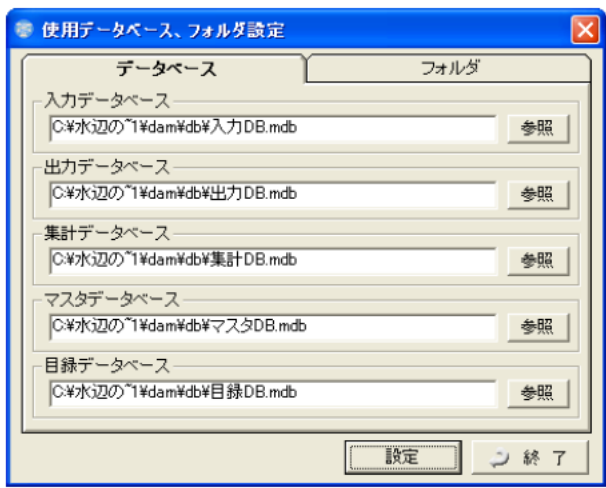 使用データベース、フォルダ設定
データベース
フォルダ
入力データベース
C:¥水辺の~1¥dam¥db¥入力DB.mdb
参照
出力データベース
C:¥水辺の~1¥dam¥db¥出力DB.mdb
参照
集計データベース
C:¥水辺の~1¥dam¥db¥集計DB.mdb
参照
マスタデータベース
C:¥水辺の~1¥dam¥db¥マスタDB.mdb
参照
目録データベース
C:¥水辺の~1¥dam¥db¥目録DB.mdb
参照
設定
終 了